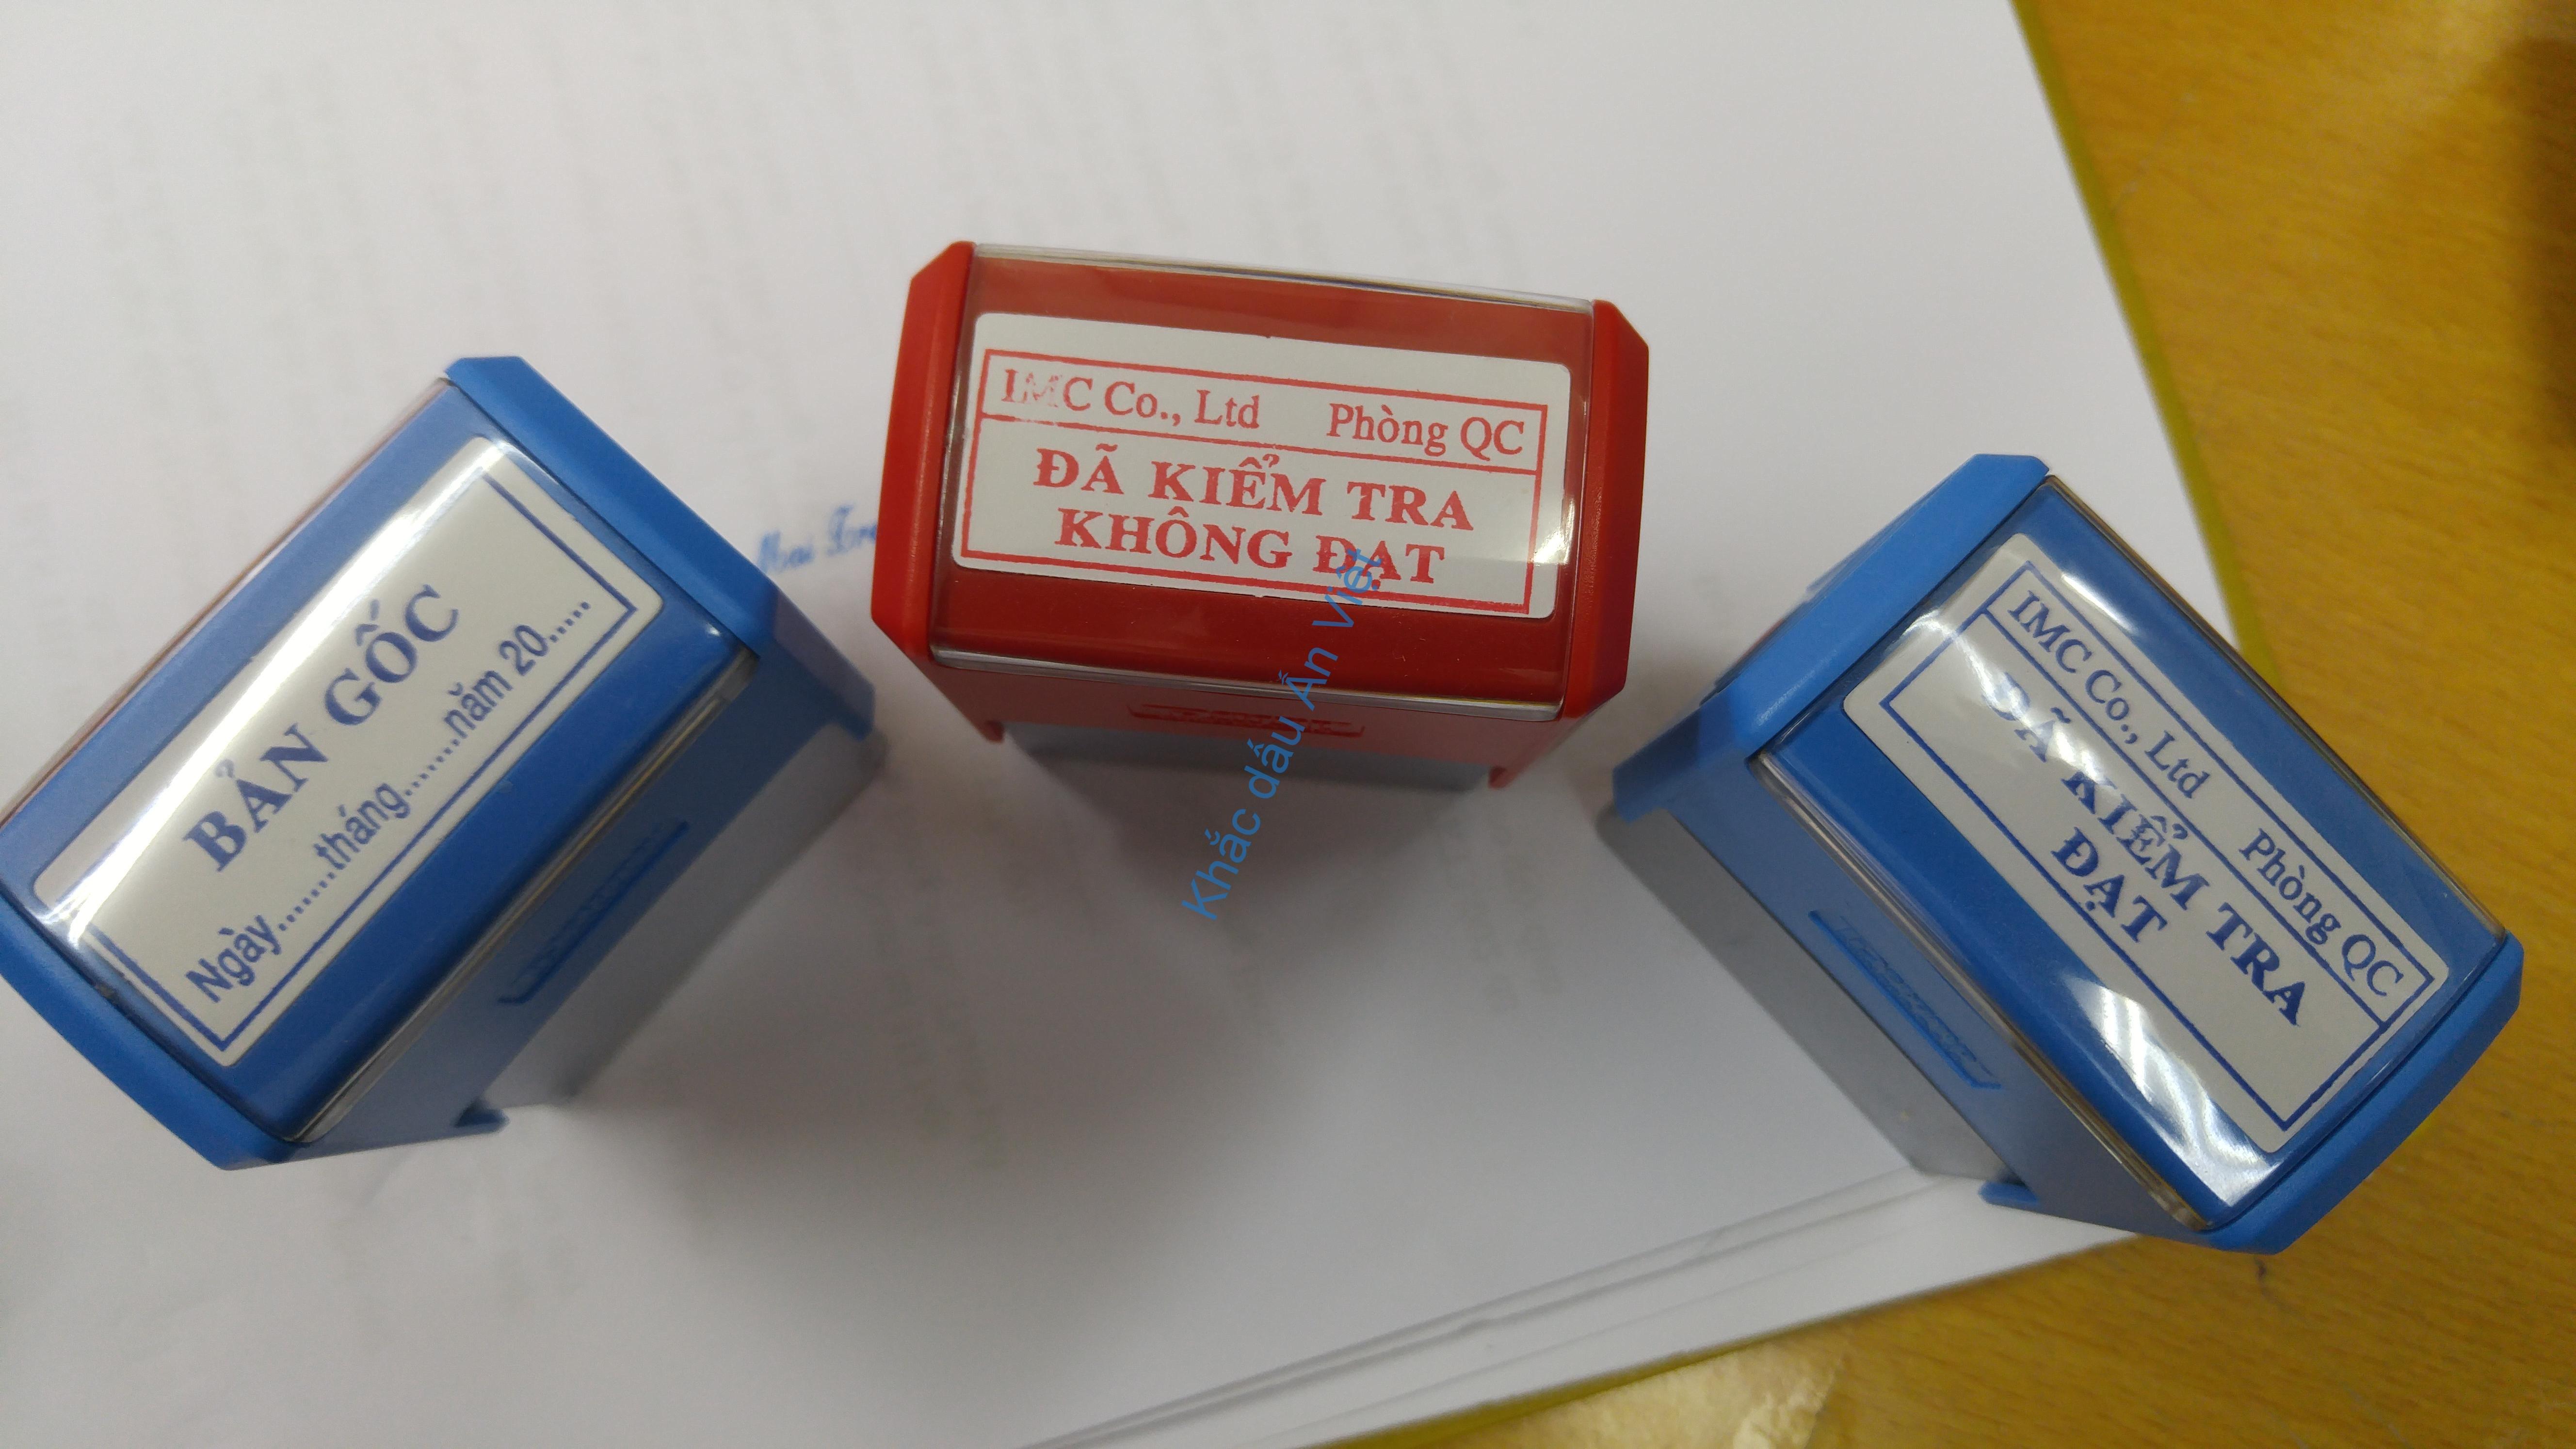 BẢN GỐC
Ngày.......tháng.......năm 20.....
IMC Co., Ltd Phòng QC
ĐÃ KIỂM TRA
KHÔNG ĐẠT
IMC Co., Ltd Phòng QC
ĐÃ KIỂM TRA
ĐẠT
Khắc dấu Ấn Việt